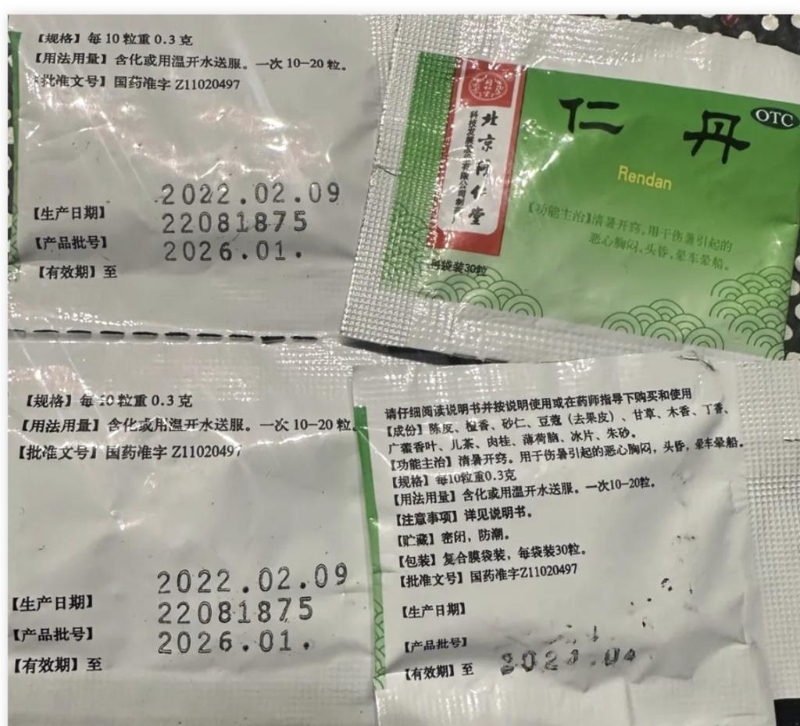 【规格】每10粒重0.3克
【用法用量】含化或用温开水送服。一次10-20粒。
批准文号】国药准字Z11020497
2022.02.09
【生产日期】
22081875
【产品批号】
2026.01.
【有效期】至
OTC
仁丹
Rendan
北京同仁堂
科技发展股份有限公司制药厂
【功能主治】清暑开窍。用于伤暑引起的
恶心胸闷，头昏，晕车晕船。
每袋装30粒
【规格】每10粒重0.3克
【用法用量】含化或用温开水送服。一次10-20粒
【批准文号】国药准字Z11020497
2022.02.09
【生产日期】
22081875
【产品批号】
2026.01.
【有效期】至
请仔细阅读说明书并按说明使用或在药师指导下购买和使用
【成份】陈皮、檀香、砂仁、豆蔻（去果皮）、甘草、木香、丁香、
广藿香叶、儿茶、肉桂、薄荷脑、冰片、朱砂。
【功能主治】清暑开窍。用于伤暑引起的恶心胸闷，头昏，晕车晕船。
【规格】每10粒重0.3克
【用法用量】含化或用温开水送服。一次10-20粒。
【注意事项】详见说明书。
【贮藏】密闭，防潮。
【包装】复合膜袋装，每袋装30粒。
【批准文号】国药准字Z11020497
【生产日期】
【产品批号】
【有效期】至